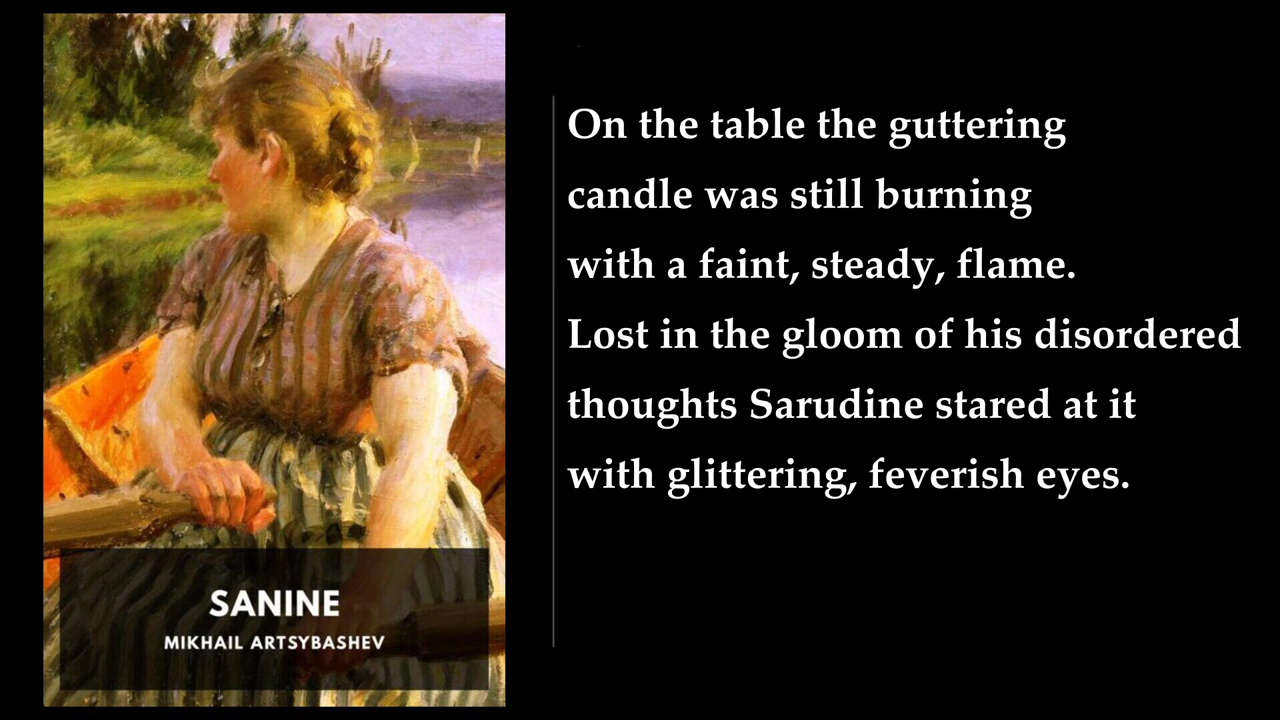 SANINE
MIKHAIL ARTSYBASHEV
On the table the guttering
candle was still burning
with a faint, steady, flame.
Lost in the gloom of his disordered
thoughts Sarudine stared at it
with glittering, feverish eyes.